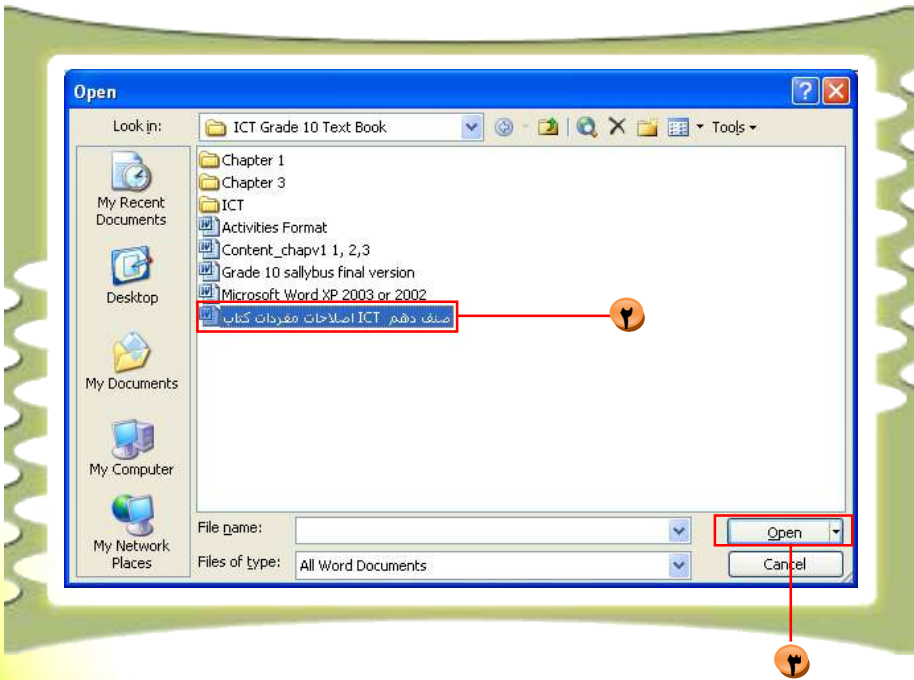 Open
Look in: ICT Grade 10 Text Book Tools
My Recent Documents
Desktop
My Documents
My Computer
My Network Places
Chapter 1
Chapter 3
ICT
Activities Format
Content_chapv1 1, 2,3
Grade 10 sallybus final version
Microsoft Word XP 2003 or 2002
صنف دهم ICT اصلاحات مفردات کتاب
۲
File name: Open
Files of type: All Word Documents Cancel
۳